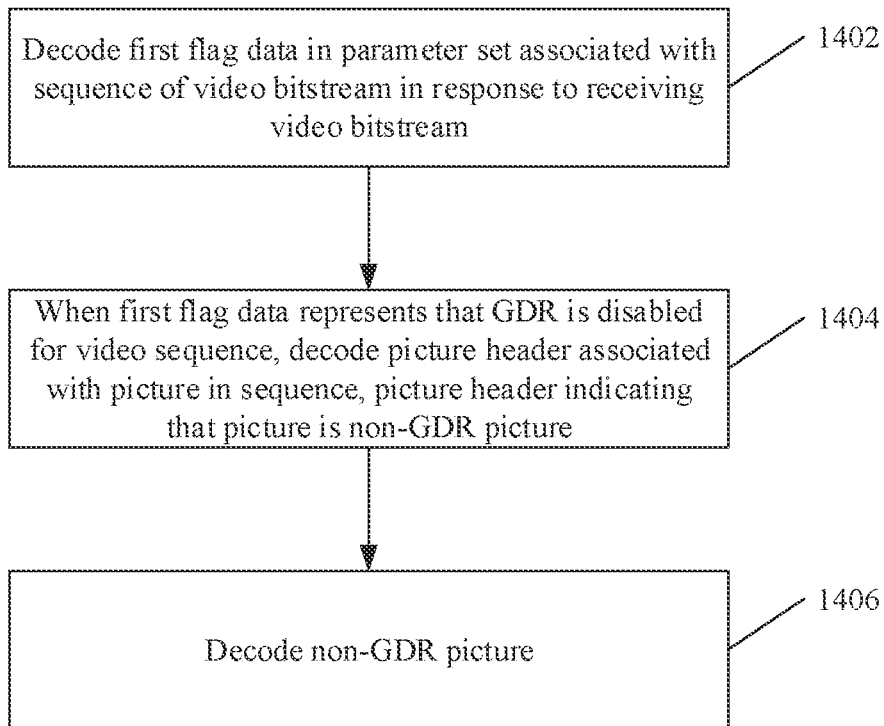 Decode first flag data in parameter set associated with
sequence of video bitstream in response to receiving
video bitstream
1402
When first flag data represents that GDR is disabled
for video sequence, decode picture header associated
with picture in sequence, picture header indicating
that picture is non-GDR picture
1404
Decode non-GDR picture
1406